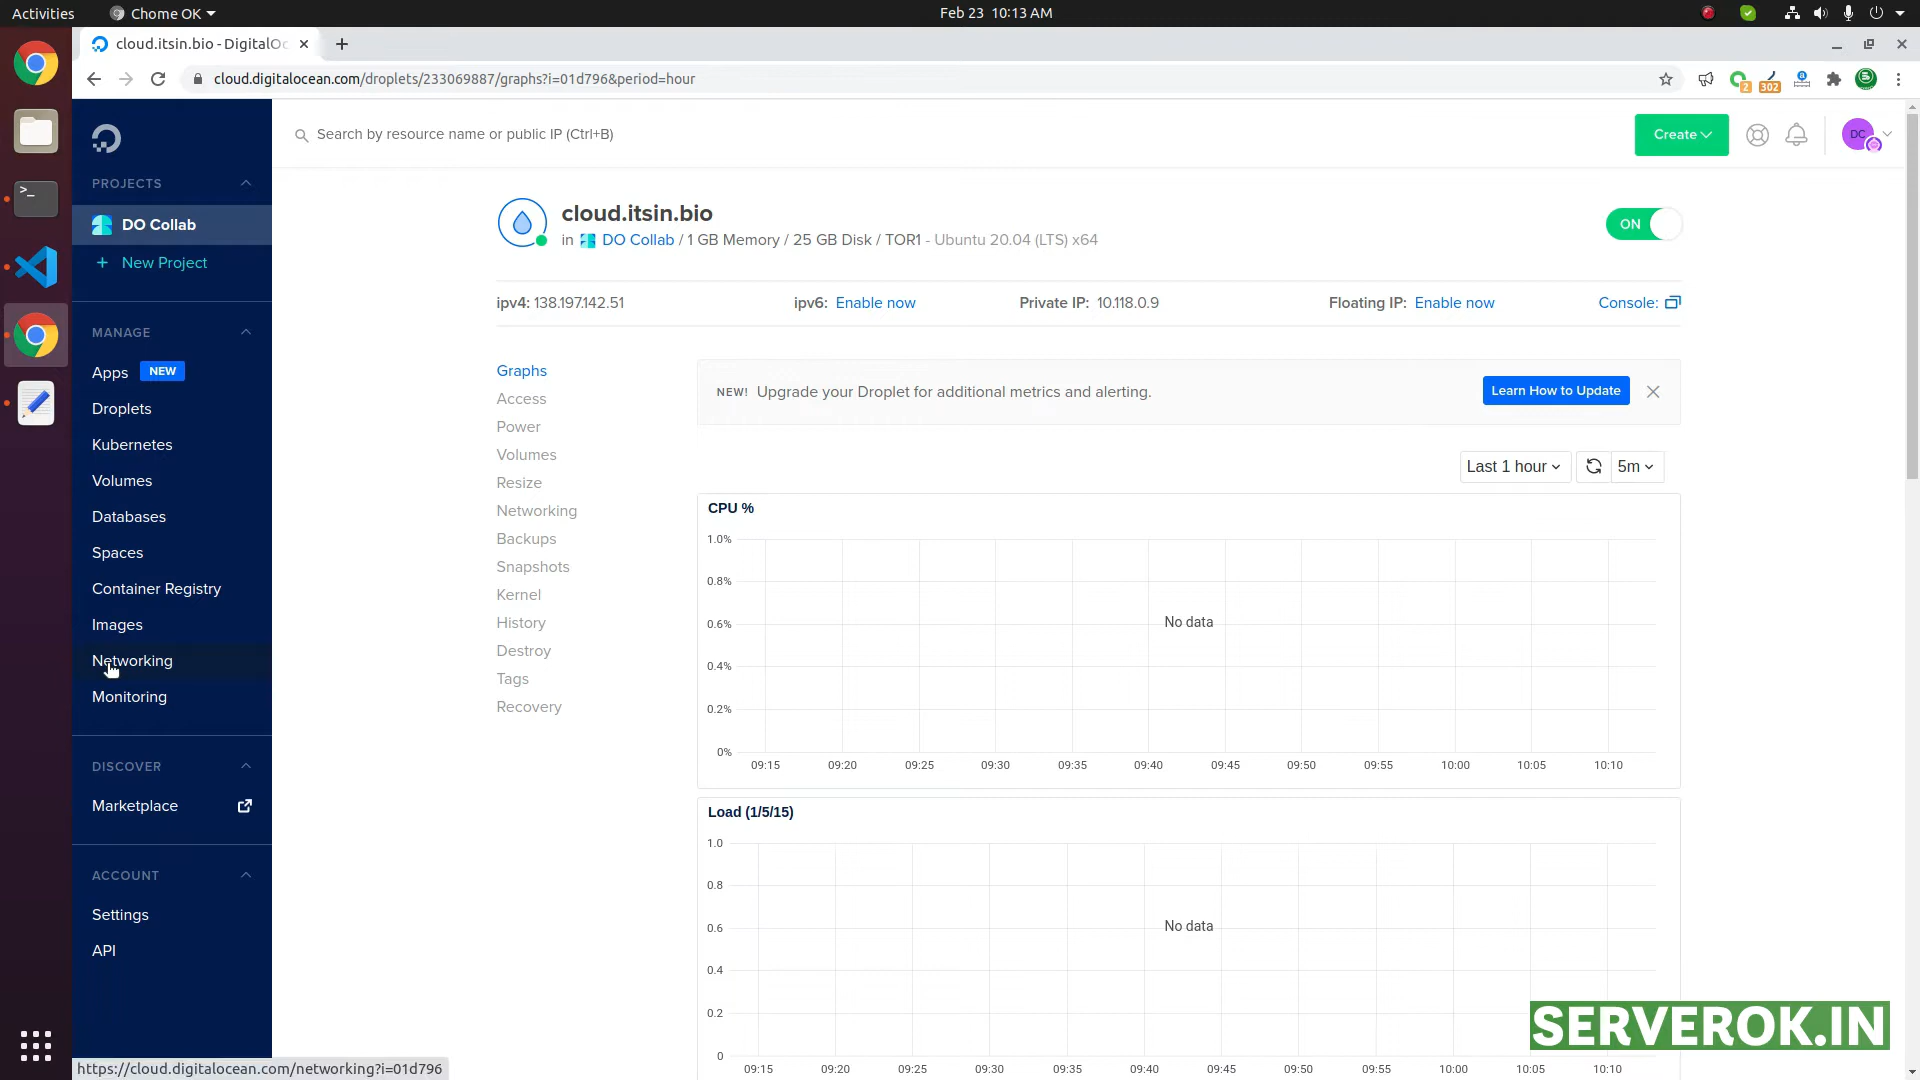 Activities
Chome OK
Feb 23 10:13 AM
cloud.itsin.bio - DigitalOc
cloud.digitalocean.com/droplets/233069887/graphs?i=01d796&period=hour
2
302
PROJECTS
DO Collab
+ New Project
MANAGE
Apps NEW
Droplets
Kubernetes
Volumes
Databases
Spaces
Container Registry
Images
Networking
Monitoring
DISCOVER
Marketplace
ACCOUNT
Settings
API
https://cloud.digitalocean.com/networking?i=01d796
Search by resource name or public IP (Ctrl+B)
Create
DC
cloud.itsin.bio
in DO Collab / 1 GB Memory / 25 GB Disk / TOR1 - Ubuntu 20.04 (LTS) x64
ON
ipv4: 138.197.142.51
ipv6: Enable now
Private IP: 10.118.0.9
Floating IP: Enable now
Console:
Graphs
Access
Power
Volumes
Resize
Networking
Backups
Snapshots
Kernel
History
Destroy
Tags
Recovery
NEW! Upgrade your Droplet for additional metrics and alerting.
Learn How to Update
Last 1 hour
5m
CPU %
1.0%
0.8%
0.6%
0.4%
0.2%
0%
No data
09:15 09:20 09:25 09:30 09:35 09:40 09:45 09:50 09:55 10:00 10:05 10:10
Load (1/5/15)
1.0
0.8
0.6
0.4
0.2
0
No data
09:15 09:20 09:25 09:30 09:35 09:40 09:45 09:50 09:55 10:00 10:05 10:10
SERVEROK.IN